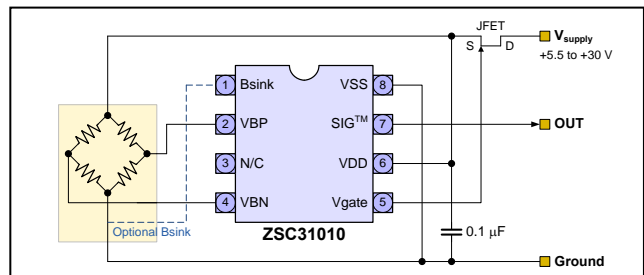 JFET
S D
V supply
+5.5 to +30 V
1 Bsink VSS 8
2 VBP SIG™ 7 OUT
3 N/C VDD 6
4 VBN Vgate 5
Optional Bsink
ZSC31010
0.1 µF
Ground